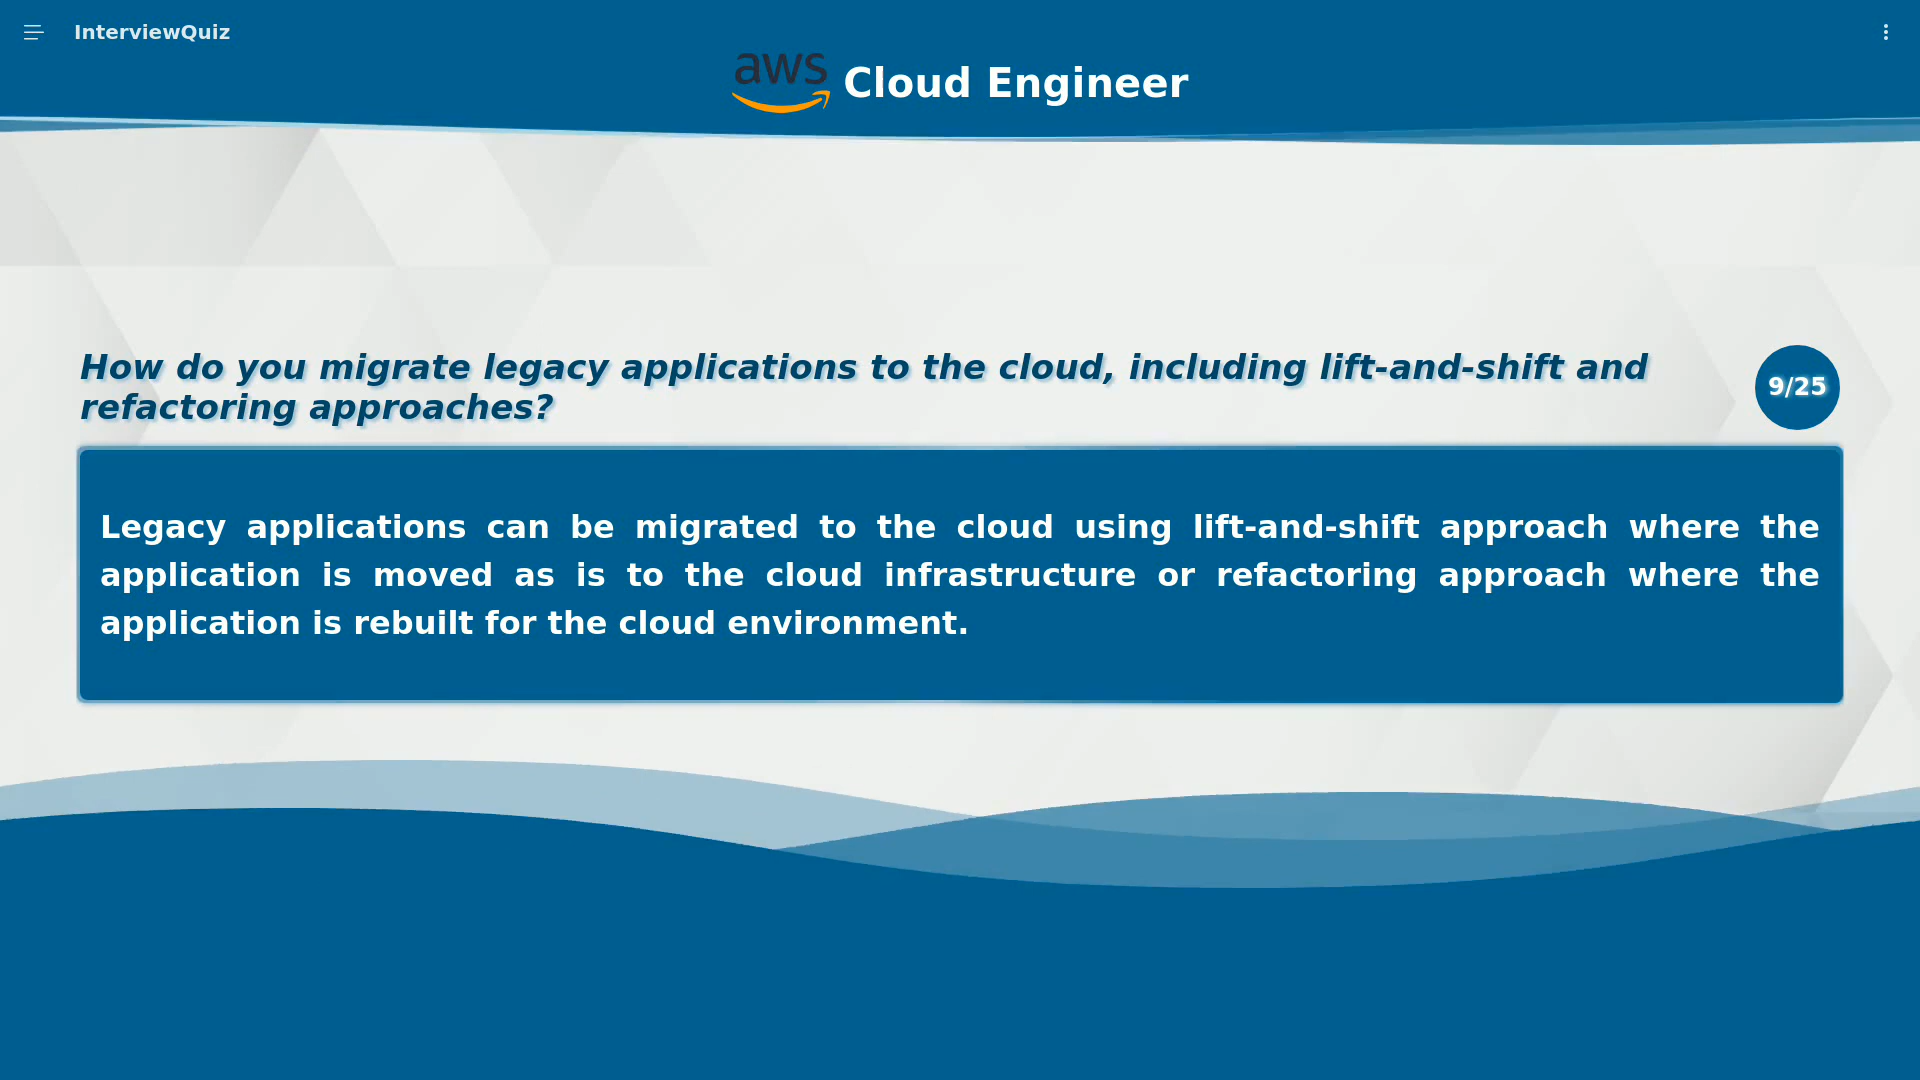 InterviewQuiz
aws Cloud Engineer
How do you migrate legacy applications to the cloud, including lift-and-shift and
refactoring approaches?
9/25
Legacy applications can be migrated to the cloud using lift-and-shift approach where the
application is moved as is to the cloud infrastructure or refactoring approach where the
application is rebuilt for the cloud environment.